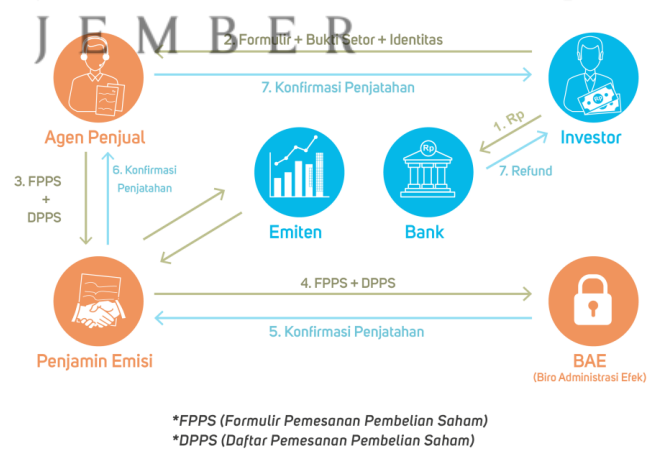 JEMBER
2. Formulir + Bukti Setor + Identitas
7. Konfirmasi Penjatahan
Agen Penjual
Rp
Investor
1. Rp
7. Refund
Rp
Emiten
Bank
3. FPPS
+
DPPS
6. Konfirmasi
Penjatahan
4. FPPS + DPPS
5. Konfirmasi Penjatahan
Penjamin Emisi
BAE
(Biro Administrasi Efek)
*FPPS (Formulir Pemesanan Pembelian Saham)
*DPPS (Daftar Pemesanan Pembelian Saham)